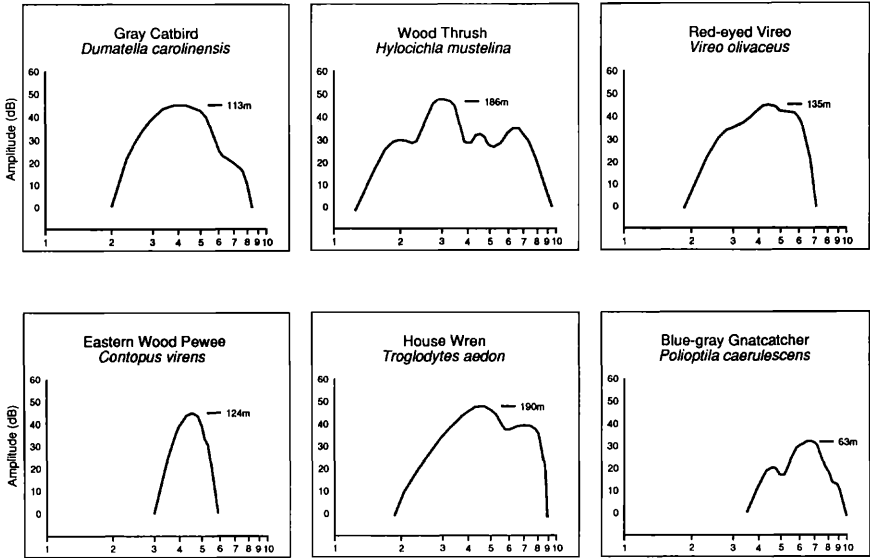 Gray Catbird
Dumatella carolinensis
Amplitude (dB)
60
50
40
30
20
10
0
113m
1 2 3 4 5 6 7 8 9 10
Wood Thrush
Hylocichla mustelina
60
50
40
30
20
10
0
186m
1 2 3 4 5 6 7 8 9 10
Red-eyed Vireo
Vireo olivaceus
60
50
40
30
20
10
0
135m
1 2 3 4 5 6 7 8 9 10
Eastern Wood Pewee
Contopus virens
Amplitude (dB)
60
50
40
30
20
10
0
124m
1 2 3 4 5 6 7 8 9 10
House Wren
Troglodytes aedon
60
50
40
30
20
10
0
190m
1 2 3 4 5 6 7 8 9 10
Blue-gray Gnatcatcher
Polioptila caerulescens
60
50
40
30
20
10
0
63m
1 2 3 4 5 6 7 8 9 10